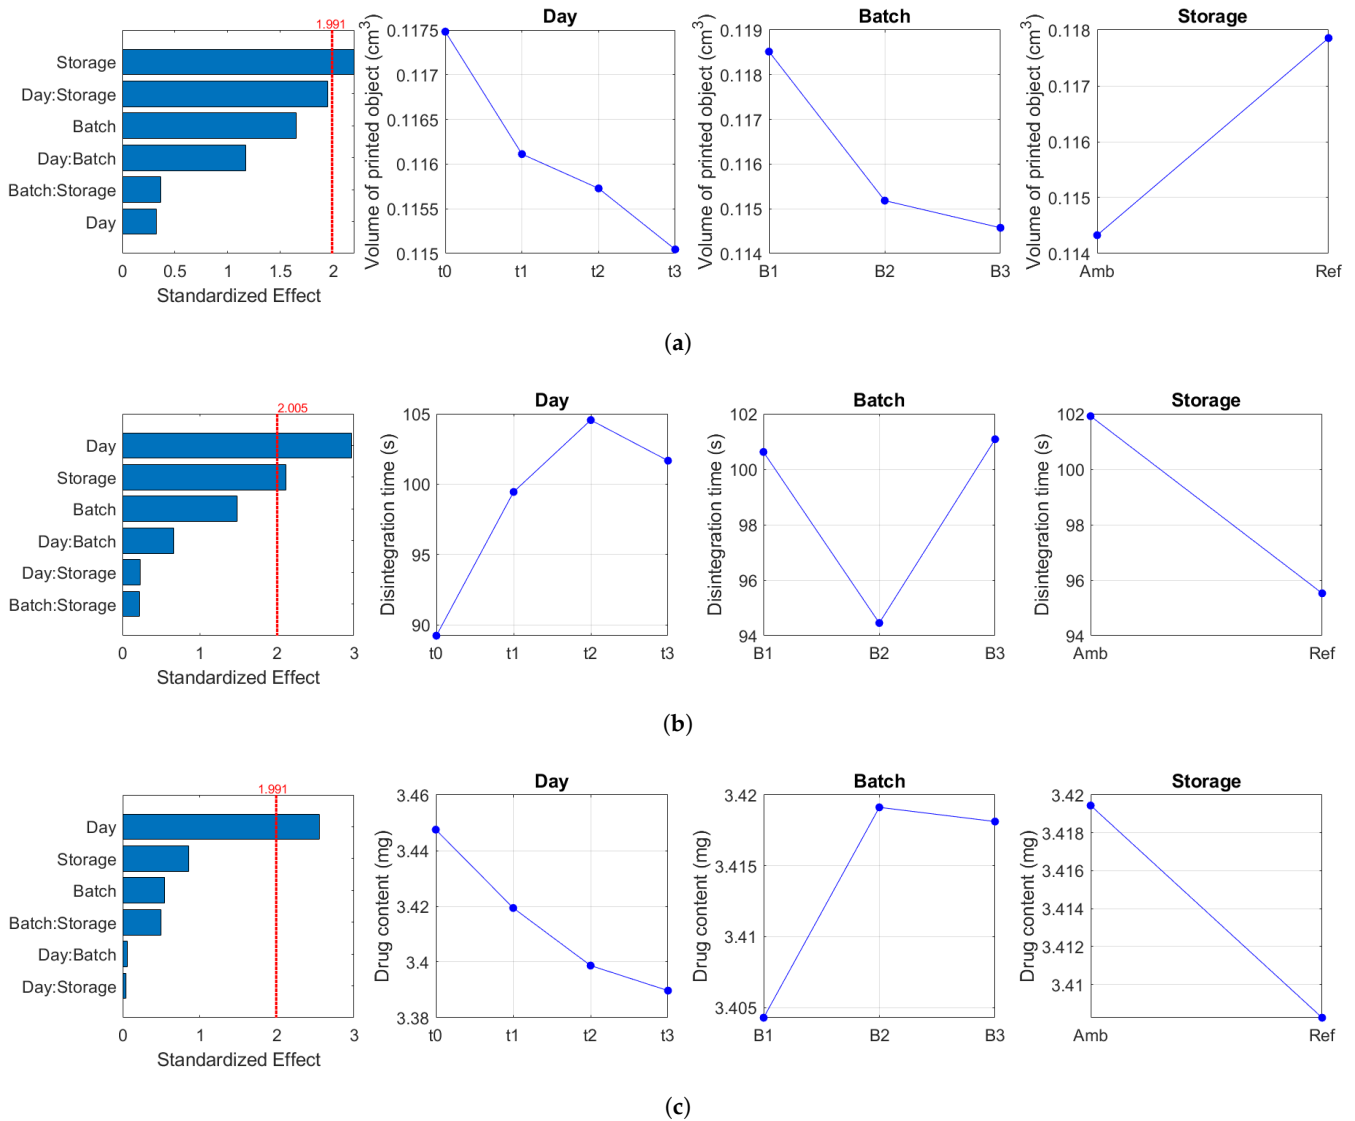 1.991
Storage
Day:Storage
Batch
Day:Batch
Batch:Storage
Day
0 0.5 1 1.5 2
Standardized Effect
Day
Volume of printed object (cm3)
0.1175
0.117
0.1165
0.116
0.1155
0.115
t0 t1 t2 t3
Batch
Volume of printed object (cm3)
0.119
0.118
0.117
0.116
0.115
0.114
B1 B2 B3
Storage
Volume of printed object (cm3)
0.118
0.117
0.116
0.115
0.114
Amb Ref
(a)
2.005
Day
Storage
Batch
Day:Batch
Day:Storage
Batch:Storage
0 1 2 3
Standardized Effect
Day
Disintegration time (s)
105
100
95
90
t0 t1 t2 t3
Batch
Disintegration time (s)
102
100
98
96
94
B1 B2 B3
Storage
Disintegration time (s)
102
100
98
96
94
Amb Ref
(b)
1.991
Day
Storage
Batch
Batch:Storage
Day:Batch
Day:Storage
0 1 2 3
Standardized Effect
Day
Drug content (mg)
3.46
3.44
3.42
3.4
3.38
t0 t1 t2 t3
Batch
Drug content (mg)
3.42
3.415
3.41
3.405
B1 B2 B3
Storage
Drug content (mg)
3.42
3.418
3.416
3.414
3.412
3.41
Amb Ref
(c)